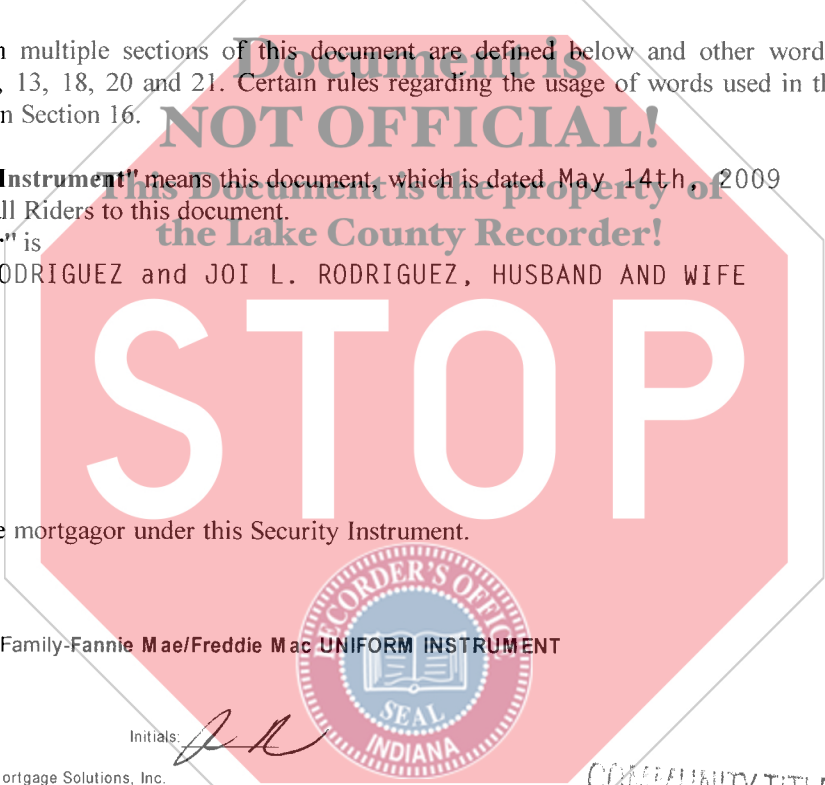 multiple sections of this document are defined below and other word
, 13, 18, 20 and 21. Certain rules regarding the usage of words used in th
n Section 16.
Document is
NOT OFFICIAL!
This Document is the property of
the Lake County Recorder!
Instrument" means this document, which is dated May 14th, 2009
ll Riders to this document.
" is
ODRIGUEZ and JOI L. RODRIGUEZ, HUSBAND AND WIFE
STOP
e mortgagor under this Security Instrument.
RECORDER'S OFFICE
SEAL
INDIANA
Family-Fannie Mae/Freddie Mac UNIFORM INSTRUMENT
Initials:
ortgage Solutions, Inc.
COMMUNITY TITLE